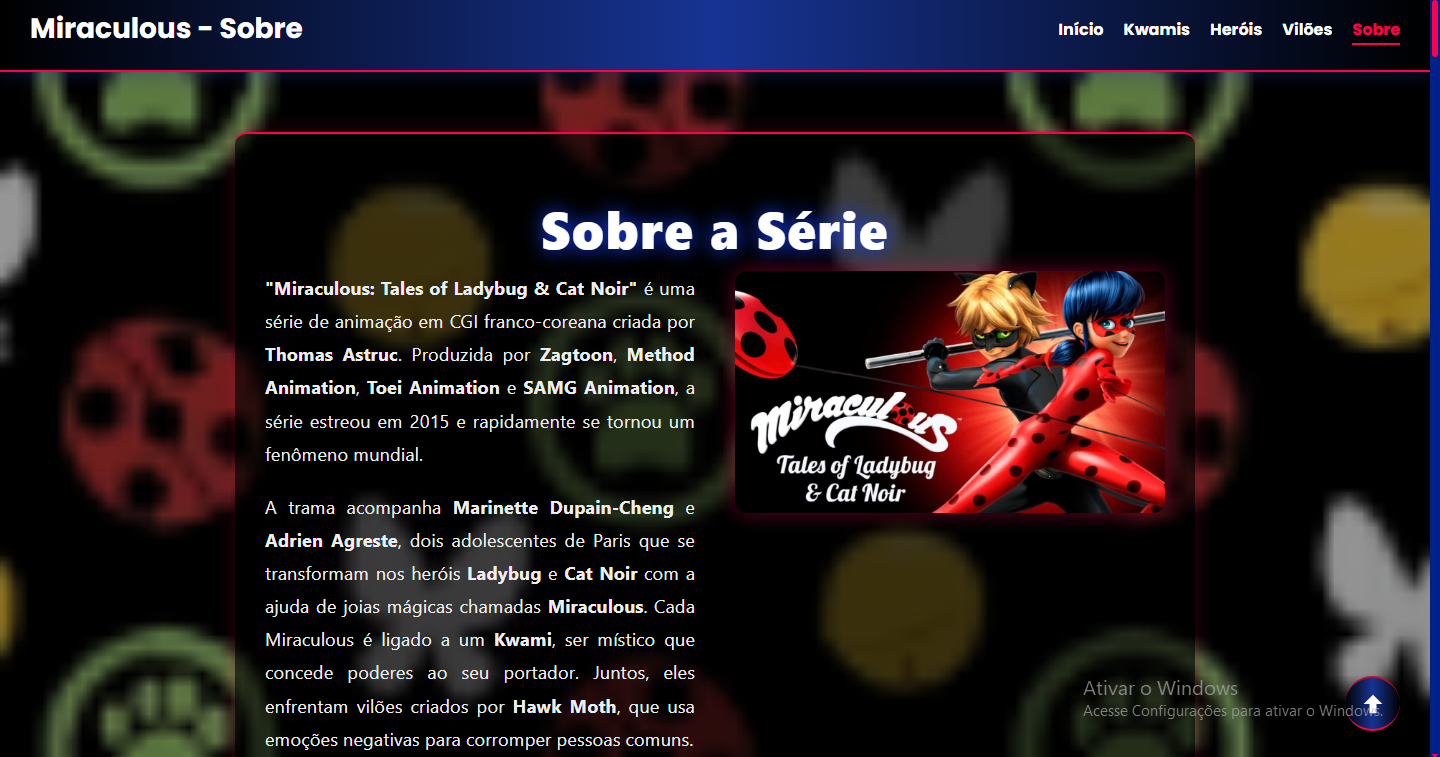 Miraculous - Sobre
Início Kwamis Heróis Vilões Sobre
Sobre a Série
"Miraculous: Tales of Ladybug & Cat Noir" é uma
série de animação em CGI franco-coreana criada por
Thomas Astruc. Produzida por Zagtoon, Method
Animation, Toei Animation e SAMG Animation, a
série estreou em 2015 e rapidamente se tornou um
fenômeno mundial.
A trama acompanha Marinette Dupain-Cheng e
Adrien Agreste, dois adolescentes de Paris que se
transformam nos heróis Ladybug e Cat Noir com a
ajuda de joias mágicas chamadas Miraculous. Cada
Miraculous é ligado a um Kwami, ser místico que
concede poderes ao seu portador. Juntos, eles
enfrentam vilões criados por Hawk Moth, que usa
emoções negativas para corromper pessoas comuns.
Miraculous
Tales of Ladybug
& Cat Noir
Ativar o Windows
Acesse Configurações para ativar o Windows.